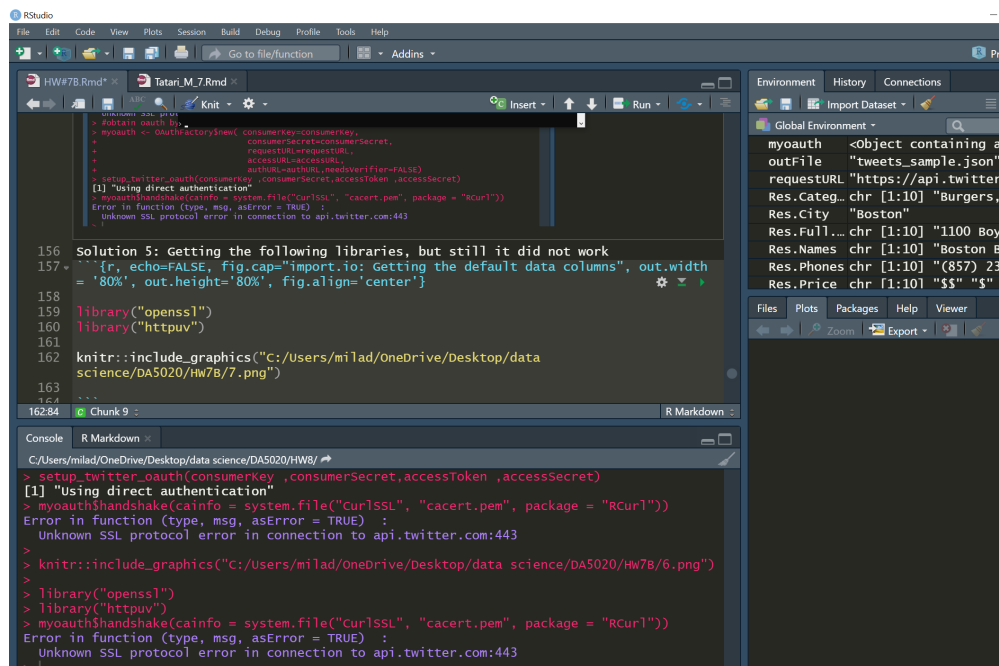 RStudio
File Edit Code View Plots Session Build Debug Profile Tools Help
Go to file/function Addins
HW#7B.Rmd* Tatari_M_7.Rmd
ABC Knit Insert Run
> #obtain oauth by> _
> myoauth <- OAuthFactory$new( consumerKey=consumerKey,
+ consumerSecret=consumerSecret,
+ requestURL=requestURL,
+ accessURL=accessURL,
+ authURL=authURL,needsVerifier=FALSE)
> setup_twitter_oauth(consumerKey ,consumerSecret,accessToken ,accessSecret)
[1] "Using direct authentication"
> myoauth$handshake(cainfo = system.file("CurlSSL", "cacert.pem", package = "RCurl"))
Error in function (type, msg, asError = TRUE) :
Unknown SSL protocol error in connection to api.twitter.com:443
>
156 Solution 5: Getting the following libraries, but still it did not work
157 ```{r, echo=FALSE, fig.cap="import.io: Getting the default data columns", out.width
= '80%', out.height='80%', fig.align='center'}
158
159 library("openssl")
160 library("httpuv")
161
162 knitr::include_graphics("C:/Users/milad/OneDrive/Desktop/data
science/DA5020/HW7B/7.png")
163
164 ```
162:84 Chunk 9 R Markdown
Console R Markdown
C:/Users/milad/OneDrive/Desktop/data science/DA5020/HW8/
> setup_twitter_oauth(consumerKey ,consumerSecret,accessToken ,accessSecret)
[1] "Using direct authentication"
> myoauth$handshake(cainfo = system.file("CurlSSL", "cacert.pem", package = "RCurl"))
Error in function (type, msg, asError = TRUE) :
Unknown SSL protocol error in connection to api.twitter.com:443
>
> knitr::include_graphics("C:/Users/milad/OneDrive/Desktop/data science/DA5020/HW7B/6.png")
>
> library("openssl")
> library("httpuv")
> myoauth$handshake(cainfo = system.file("CurlSSL", "cacert.pem", package = "RCurl"))
Error in function (type, msg, asError = TRUE) :
Unknown SSL protocol error in connection to api.twitter.com:443
Environment History Connections
Import Dataset
Global Environment
myoauth <Object containing a
outFile "tweets_sample.json"
requestURL "https://api.twitter
Res.Categ… chr [1:10] "Burgers,
Res.City "Boston"
Res.Full.… chr [1:10] "1100 Boy
Res.Names chr [1:10] "Boston B
Res.Phones chr [1:10] "(857) 23
Res.Price chr [1:10] "$$" "$"
Files Plots Packages Help Viewer
Zoom Export